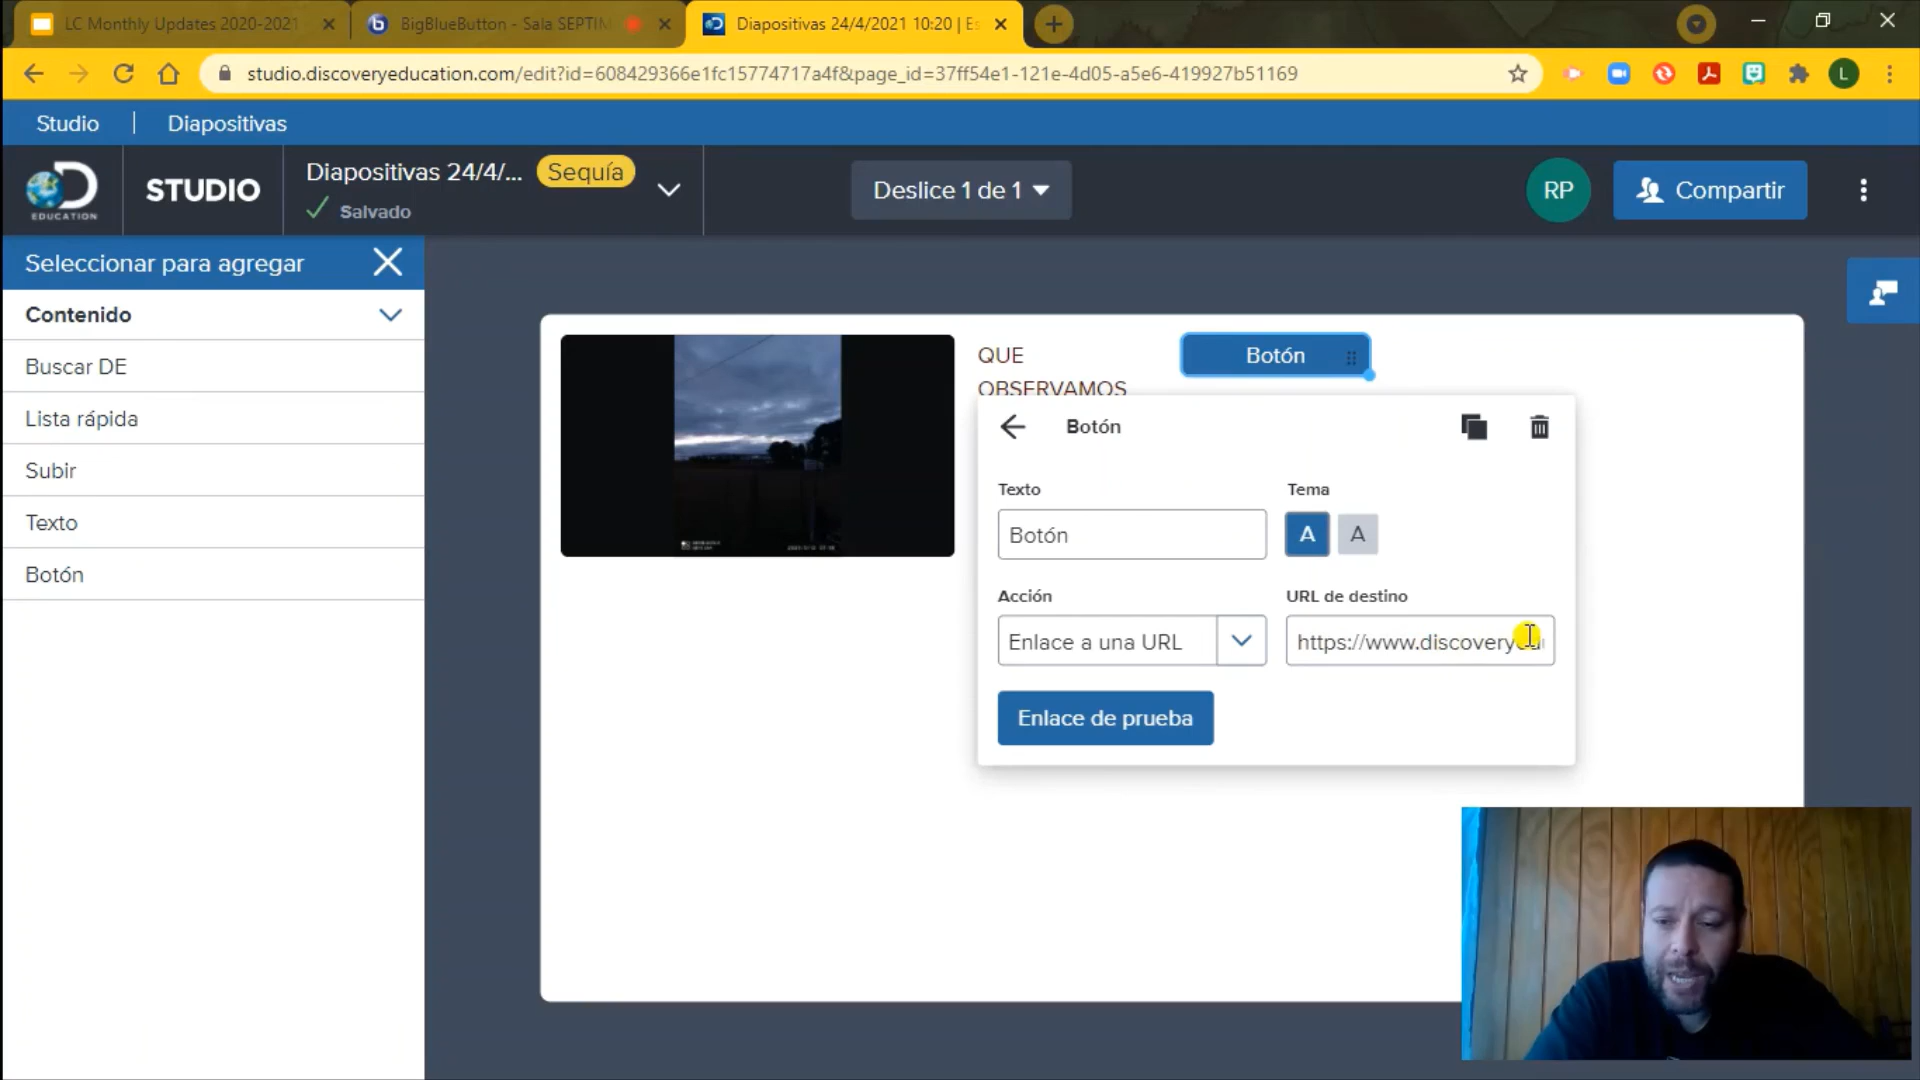 LC Monthly Updates 2020-2021
BigBlueButton - Sala SEPTIM
Diapositivas 24/4/2021 10:20 | Es
studio.discoveryeducation.com/edit?id=608429366e1fc15774717a4f&page_id=37ff54e1-121e-4d05-a5e6-419927b51169
L
Studio
Diapositivas
EDUCATION
STUDIO
Diapositivas 24/4/...
Sequía
Salvado
Deslice 1 de 1
RP
Compartir
Seleccionar para agregar
Contenido
Buscar DE
Lista rápida
Subir
Texto
Botón
QUE
OBSERVAMOS
Botón
Botón
Texto
Tema
Botón
A
A
Acción
URL de destino
Enlace a una URL
https://www.discoveryedu
Enlace de prueba